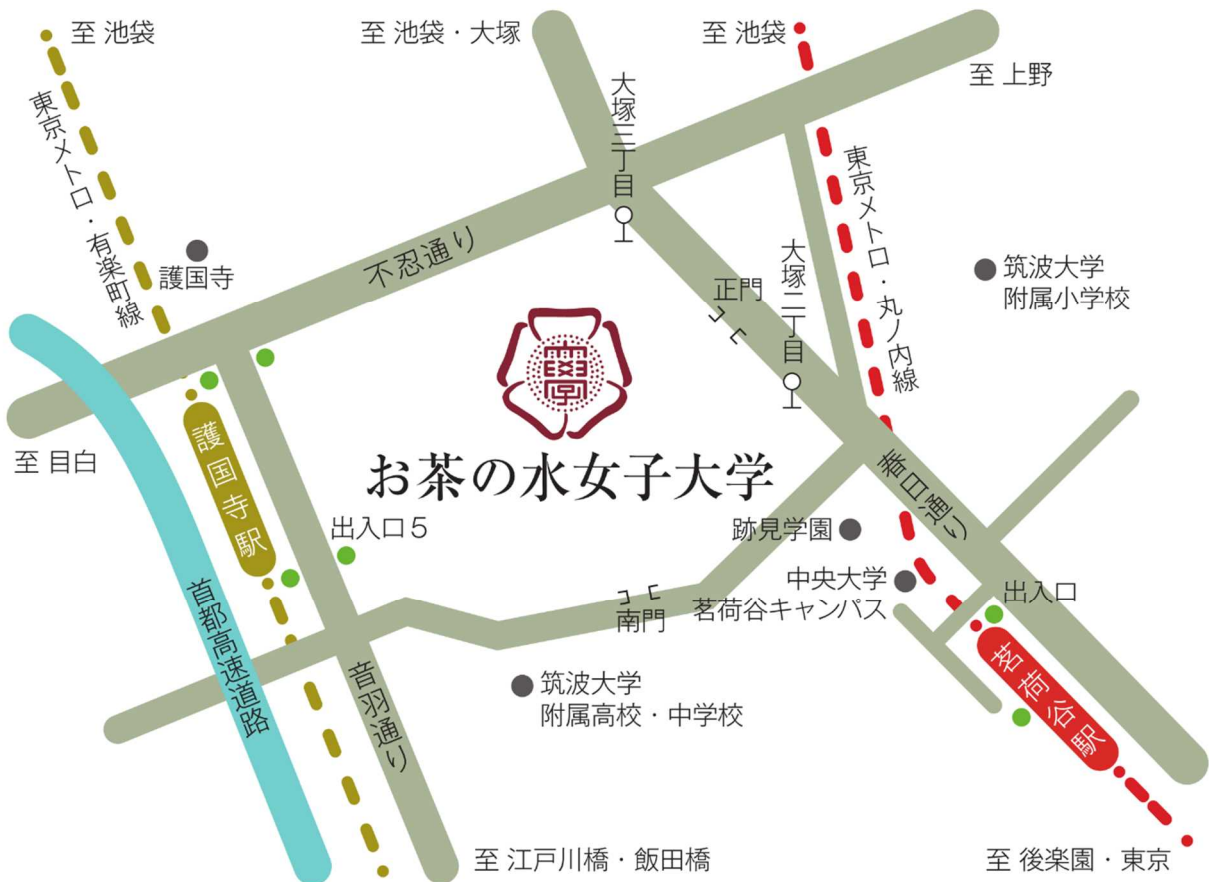 至 池袋
至 池袋・大塚
至 池袋
至 上野
東京メトロ・有楽町線
大塚三丁目
東京メトロ・丸ノ内線
護国寺
不忍通り
正門
大塚二丁目
筑波大学
附属小学校
學
お茶の水女子大学
至 目白
護国寺駅
出入口5
春日通り
跡見学園
中央大学
茗荷谷キャンパス
出入口
南門
首都高速道路
音羽通り
筑波大学
附属高校・中学校
茗荷谷駅
至 江戸川橋・飯田橋
至 後楽園・東京